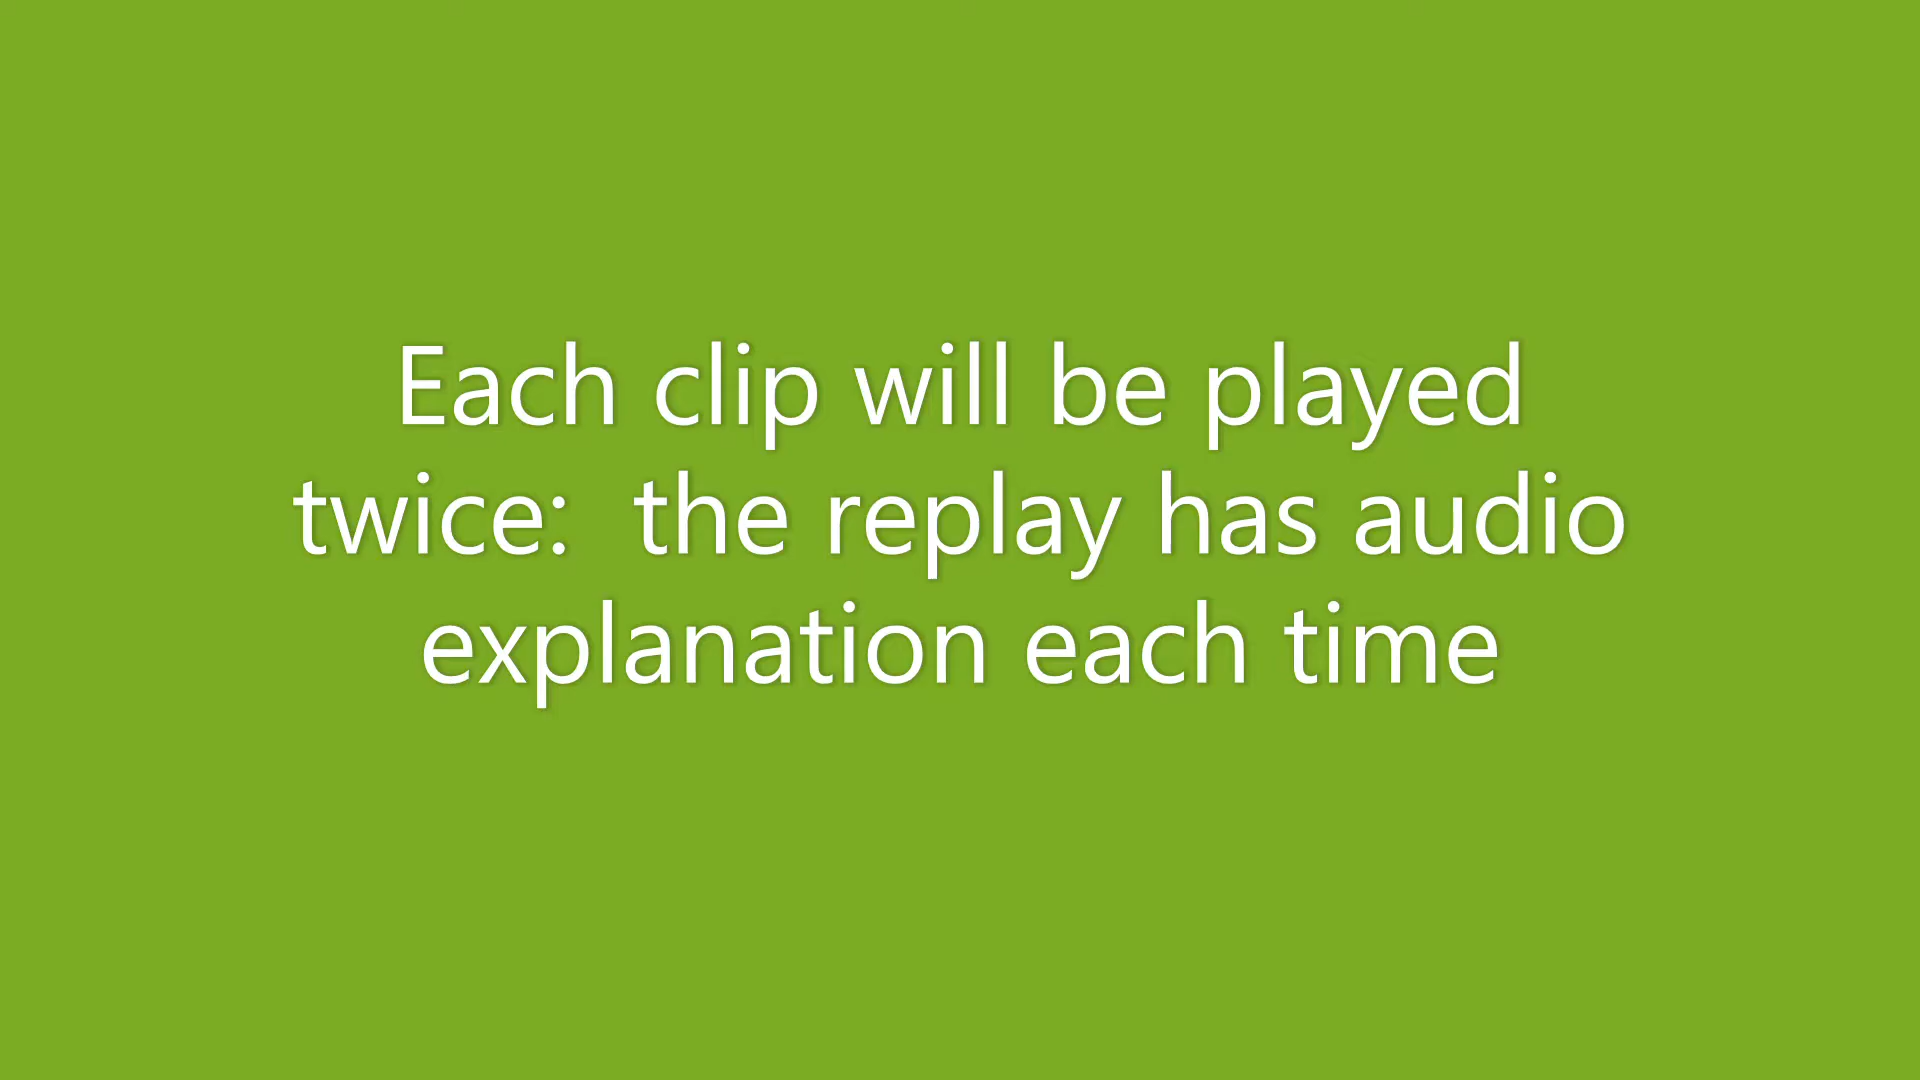 Each clip will be played
twice:  the replay has audio
explanation each time